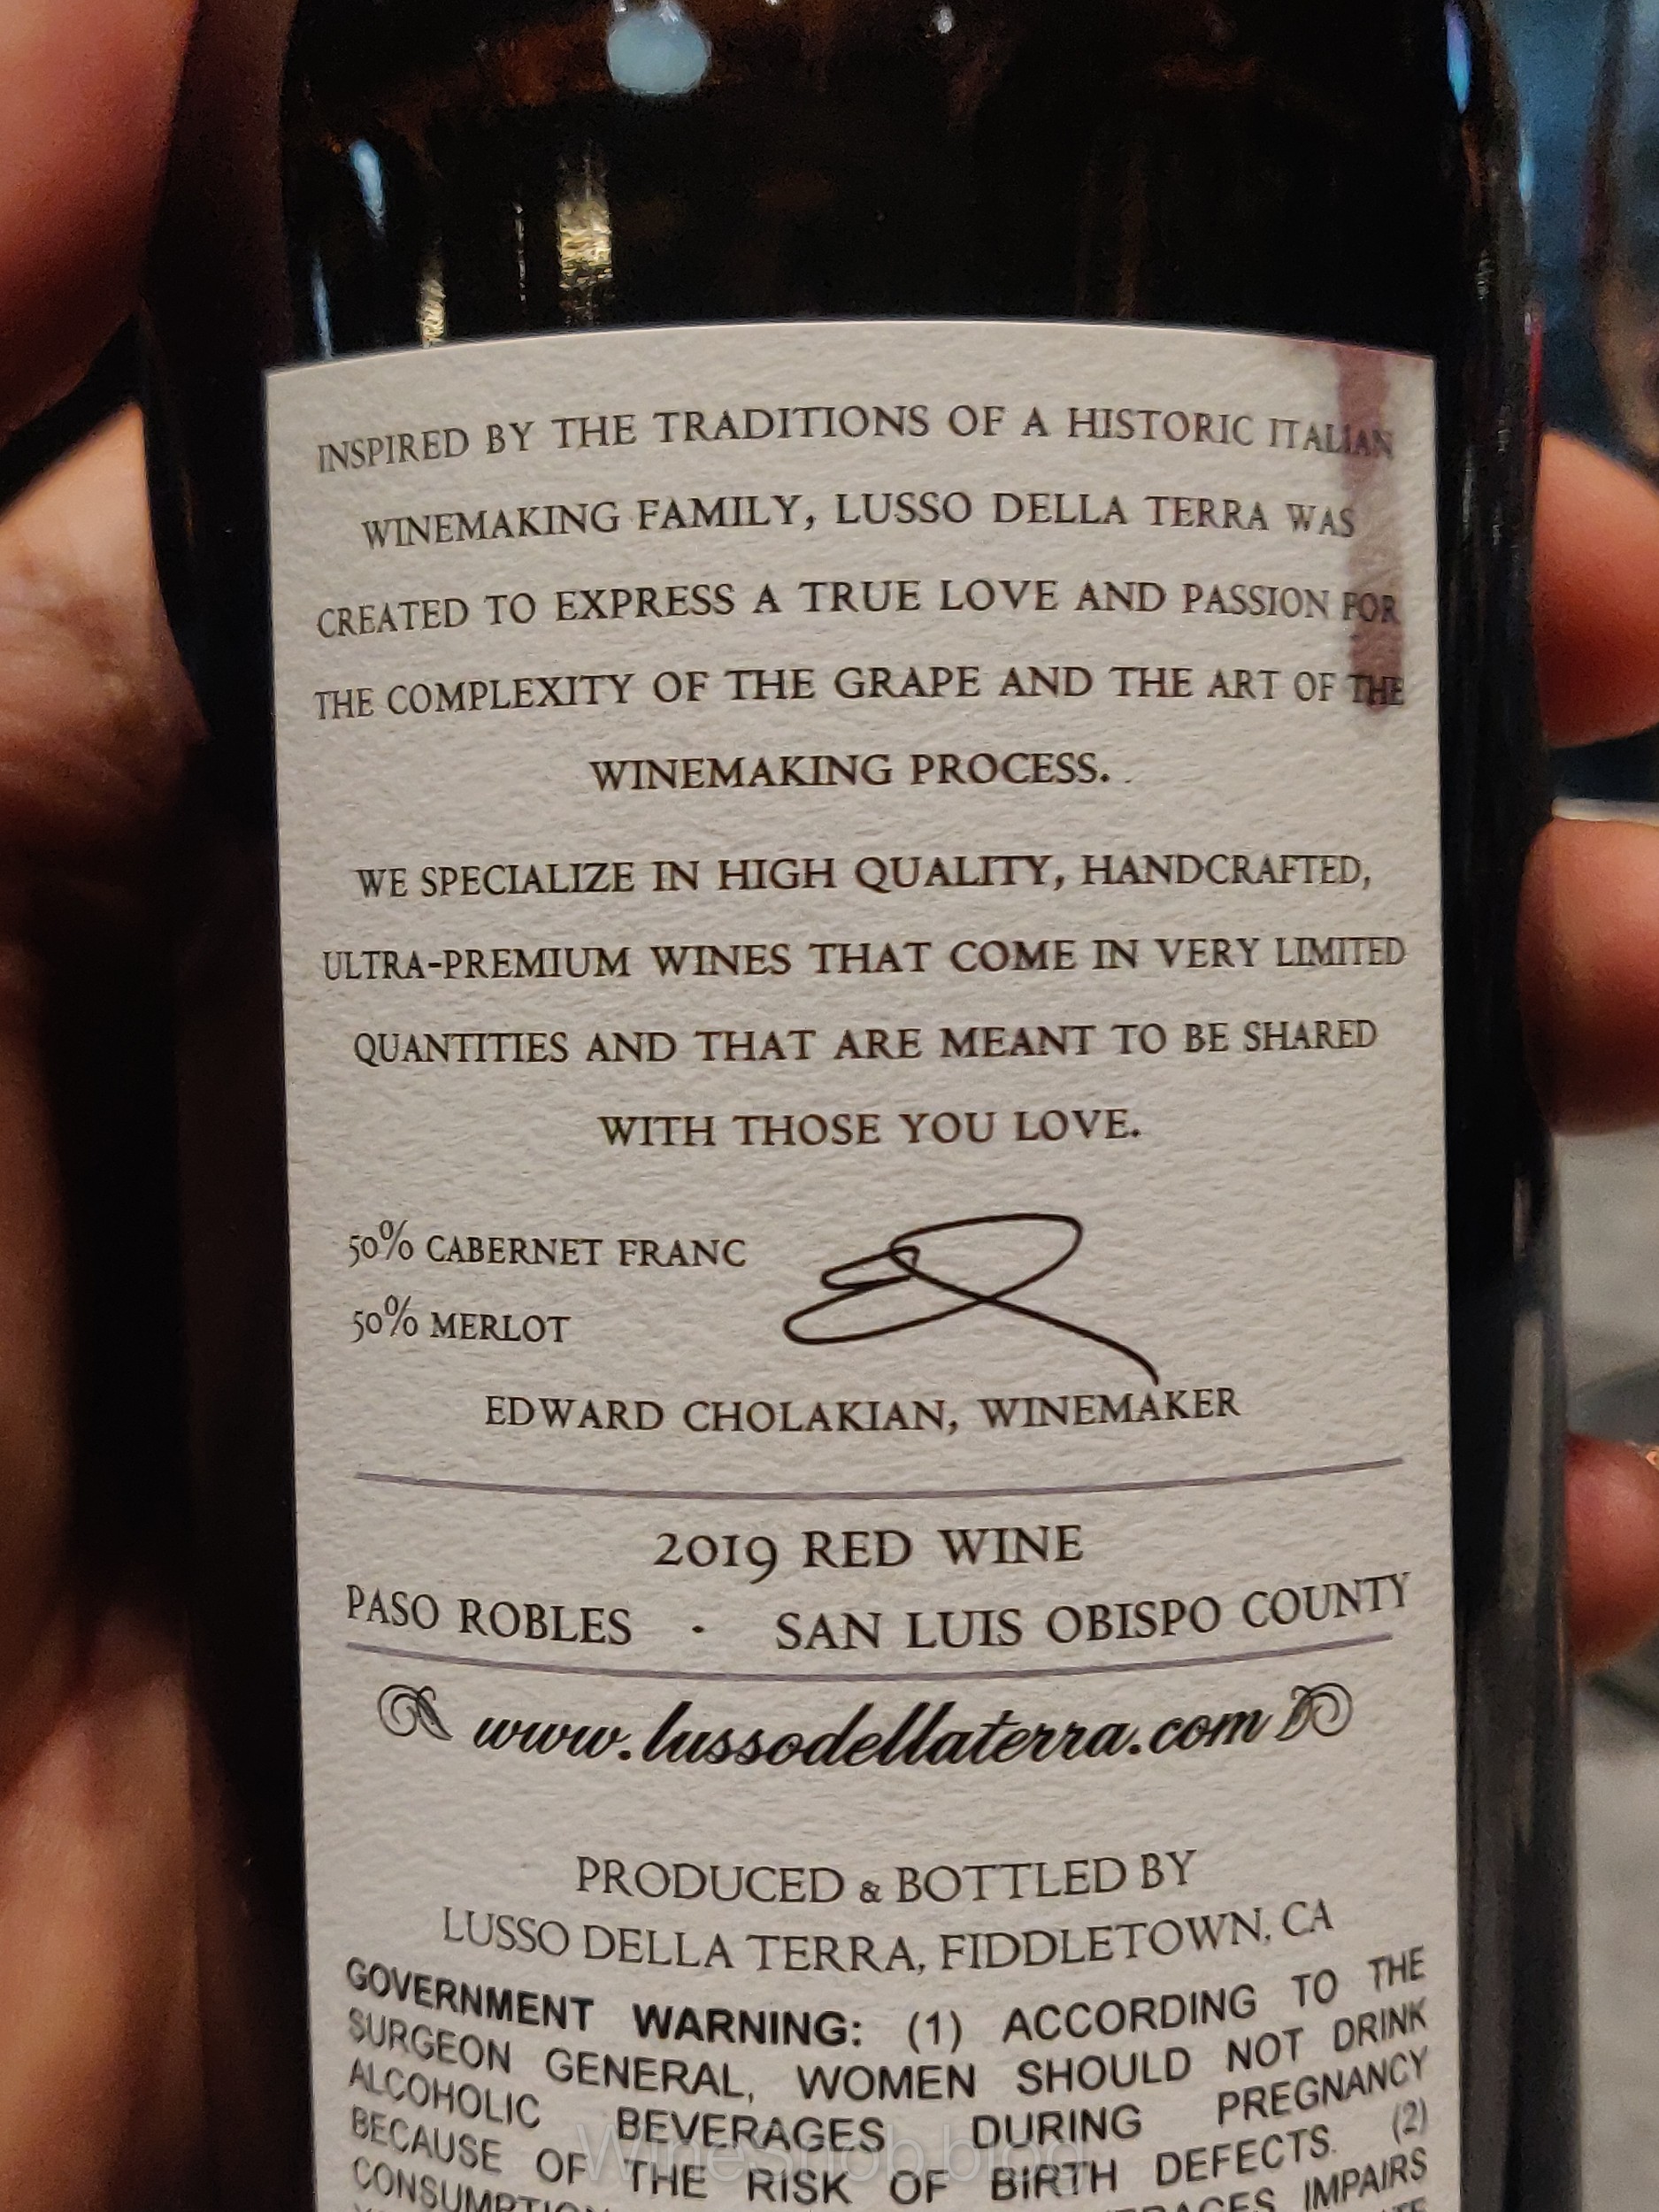 INSPIRED BY THE TRADITIONS OF A HISTORIC ITALIAN
WINEMAKING FAMILY, LUSSO DELLA TERRA WAS
CREATED TO EXPRESS A TRUE LOVE AND PASSION FOR
THE COMPLEXITY OF THE GRAPE AND THE ART OF THE
WINEMAKING PROCESS. .
WE SPECIALIZE IN HIGH QUALITY, HANDCRAFTED,
ULTRA-PREMIUM WINES THAT COME IN VERY LIMITED
QUANTITIES AND THAT ARE MEANT TO BE SHARED
WITH THOSE YOU LOVE.
50% CABERNET FRANC
50% MERLOT
EDWARD CHOLAKIAN, WINEMAKER
2019 RED WINE
PASO ROBLES · SAN LUIS OBISPO COUNTY
www.lussodellaterra.com
PRODUCED & BOTTLED BY
LUSSO DELLA TERRA, FIDDLETOWN, CA
GOVERNMENT WARNING: (1) ACCORDING TO THE
SURGEON GENERAL, WOMEN SHOULD NOT DRINK
ALCOHOLIC BEVERAGES DURING PREGNANCY
BECAUSE OF THE RISK OF BIRTH DEFECTS. (2)
IMPAIRS
WineSnob.blog